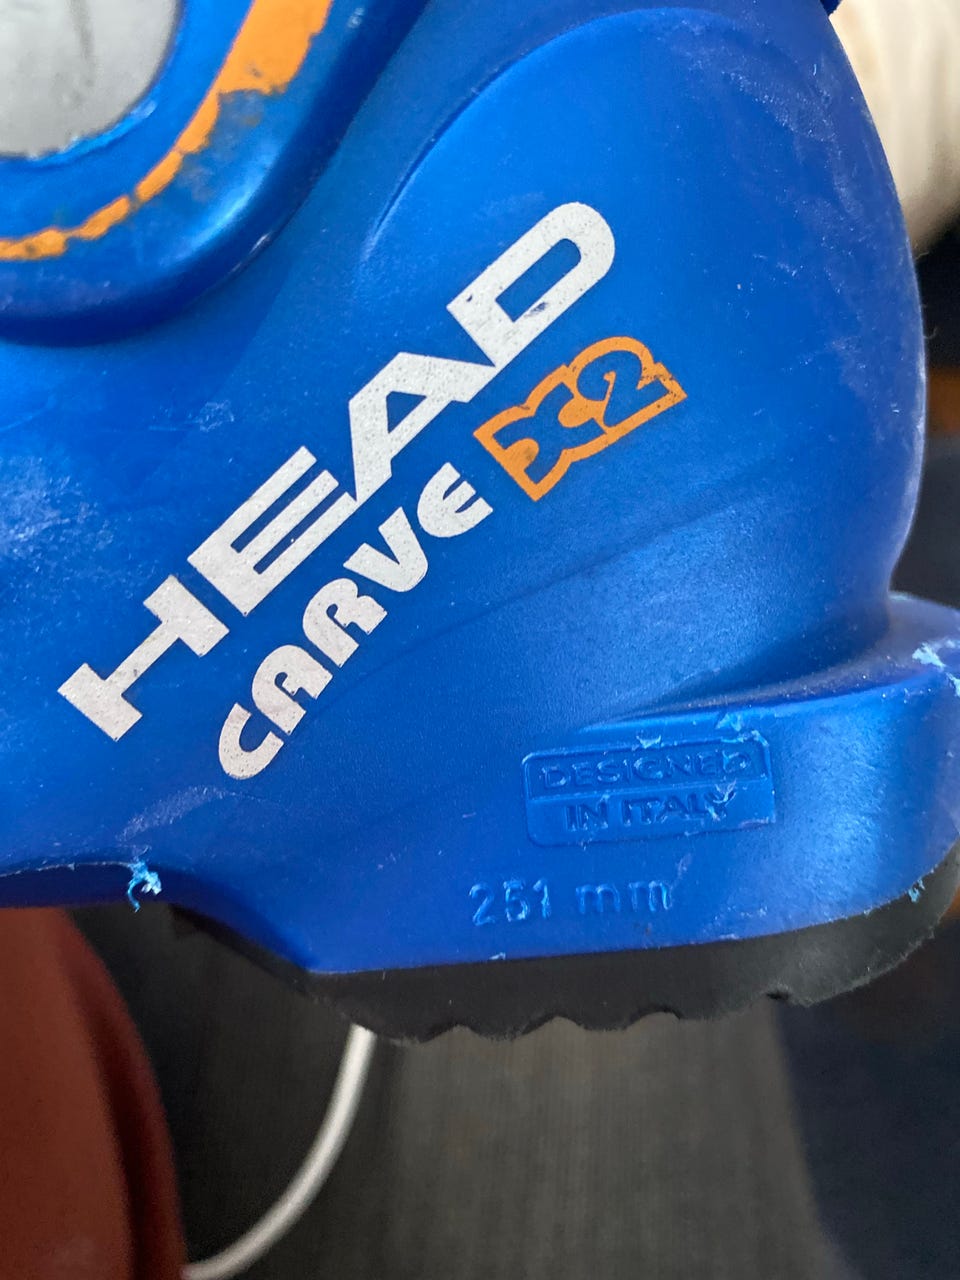 HEAD
CARVE X2
DESIGNED
IN ITALY
251 mm